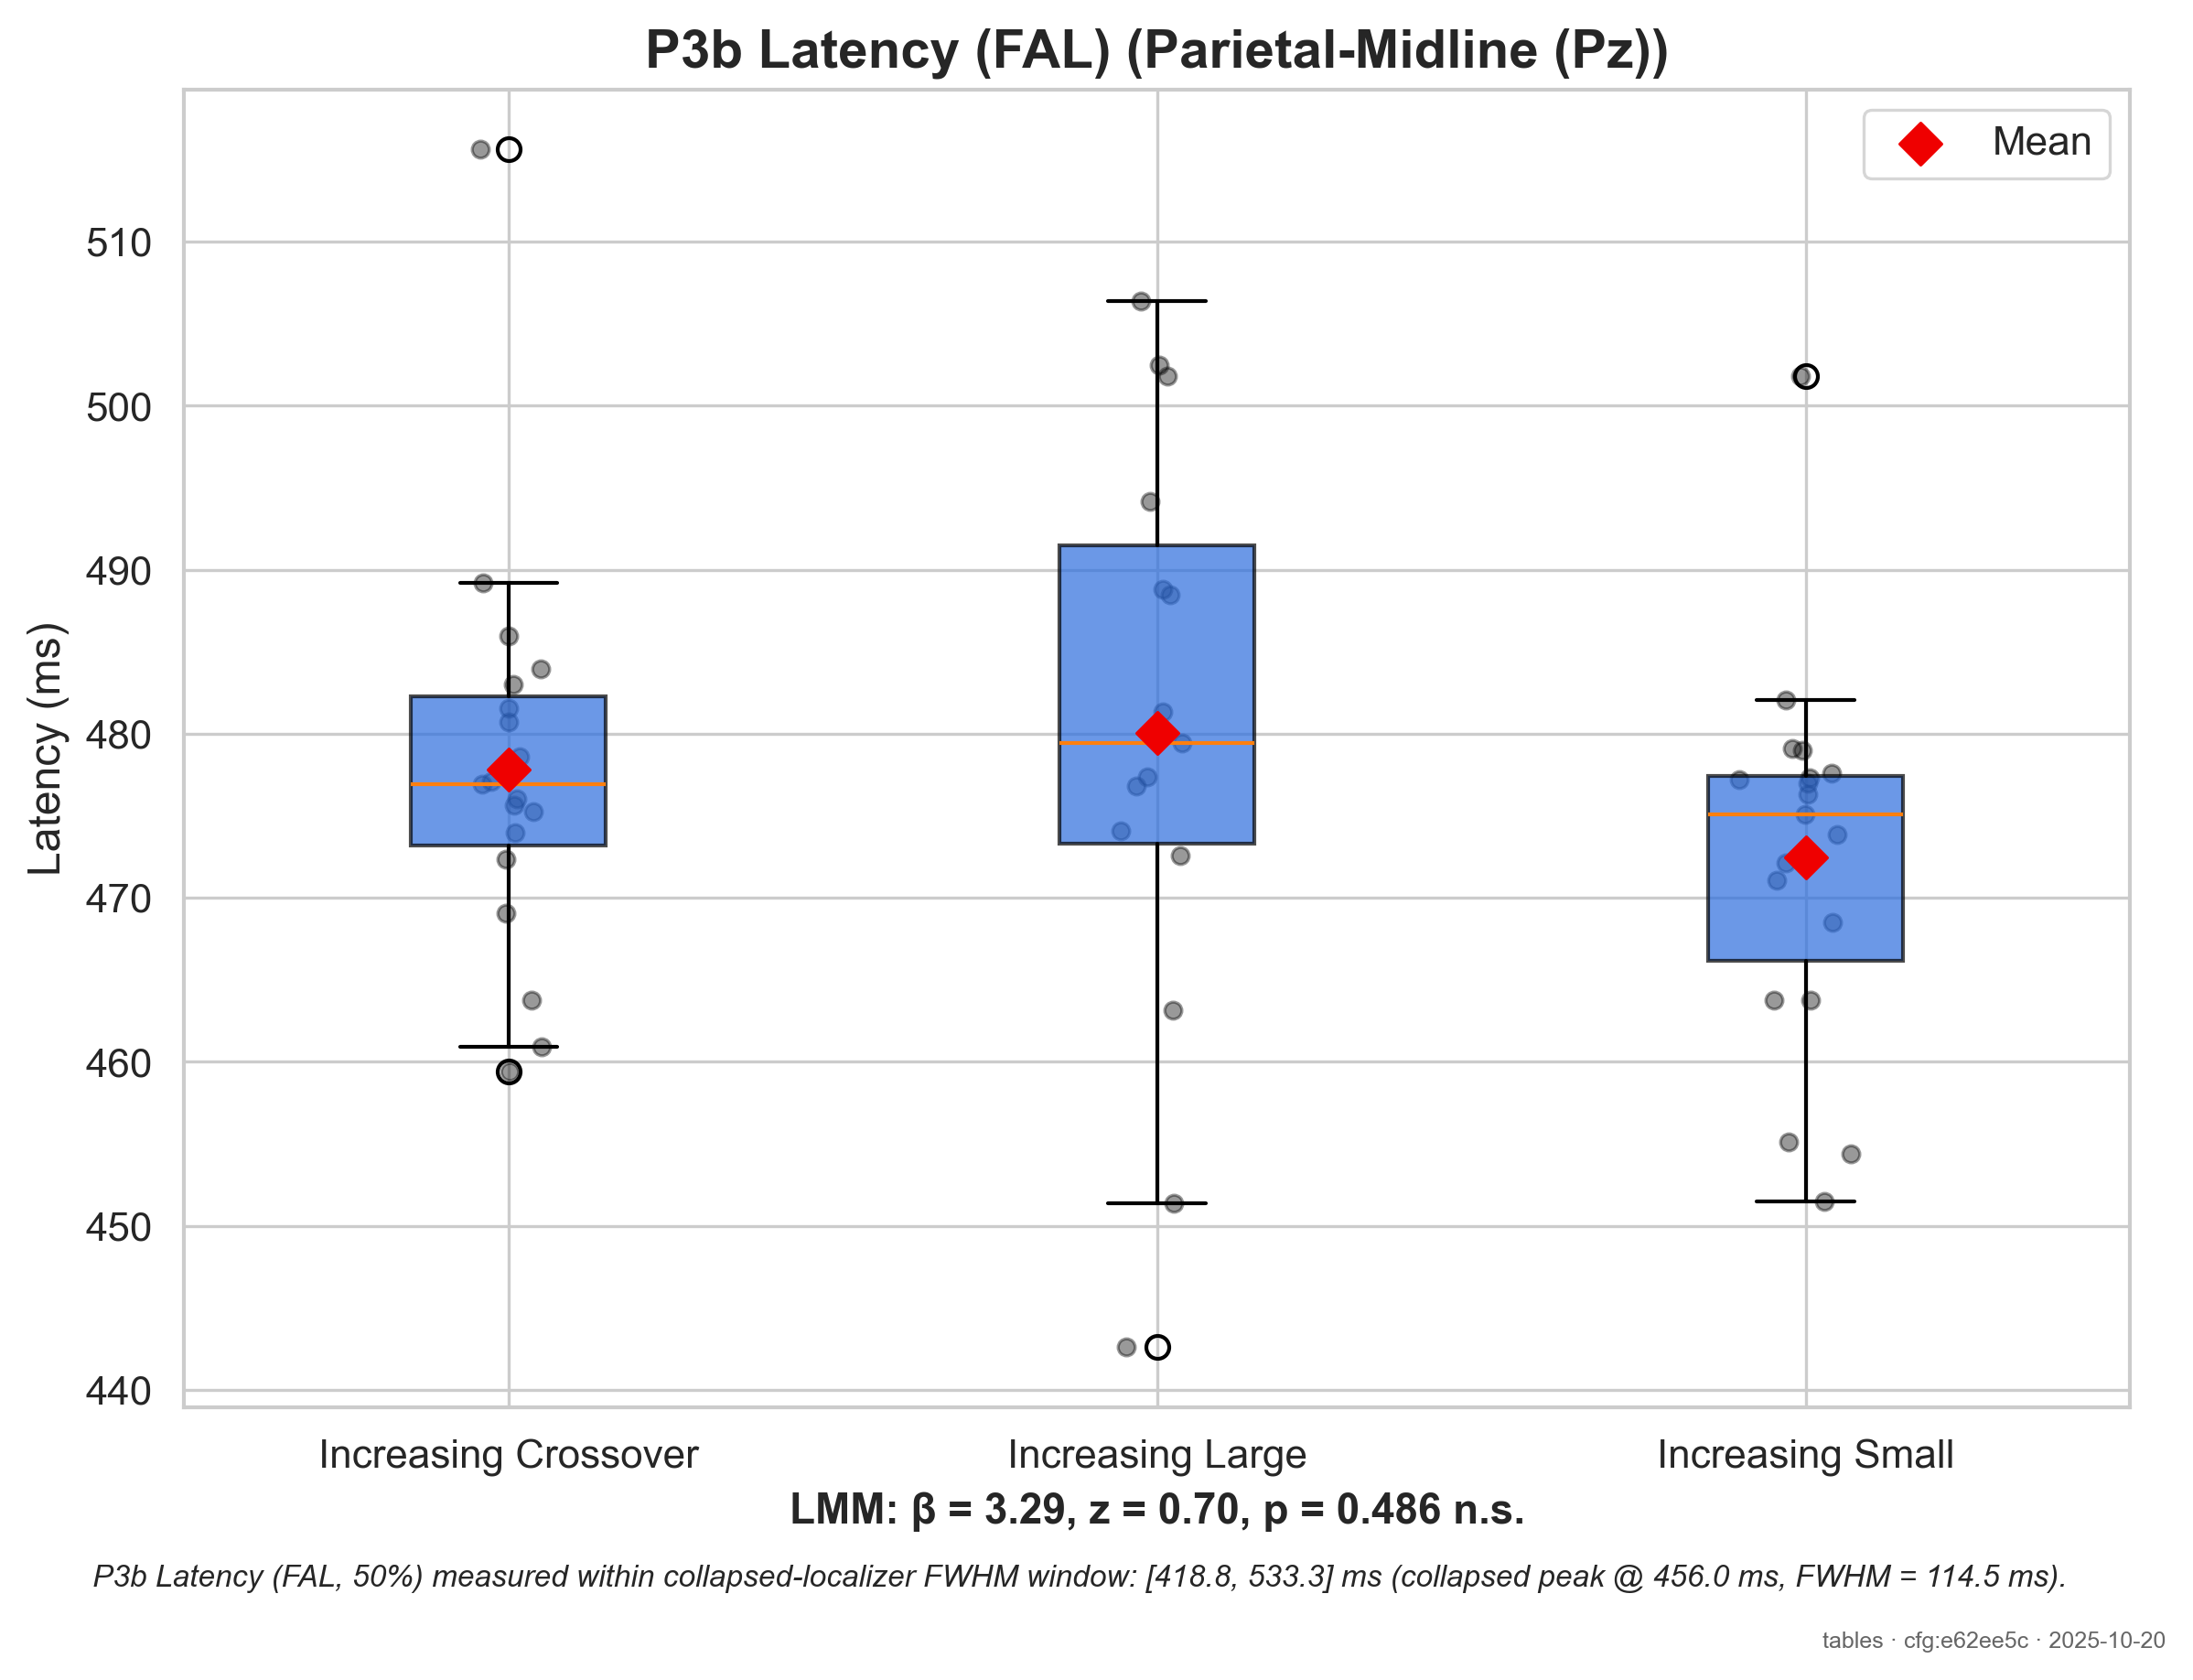 P3b Latency (FAL) (Parietal-Midline (Pz))
Mean
Latency (ms)
510
500
490
480
470
460
450
440
Increasing Crossover
Increasing Large
Increasing Small
LMM: β = 3.29, z = 0.70, p = 0.486 n.s.
P3b Latency (FAL, 50%) measured within collapsed-localizer FWHM window: [418.8, 533.3] ms (collapsed peak @ 456.0 ms, FWHM = 114.5 ms).
tables · cfg:e62ee5c · 2025-10-20